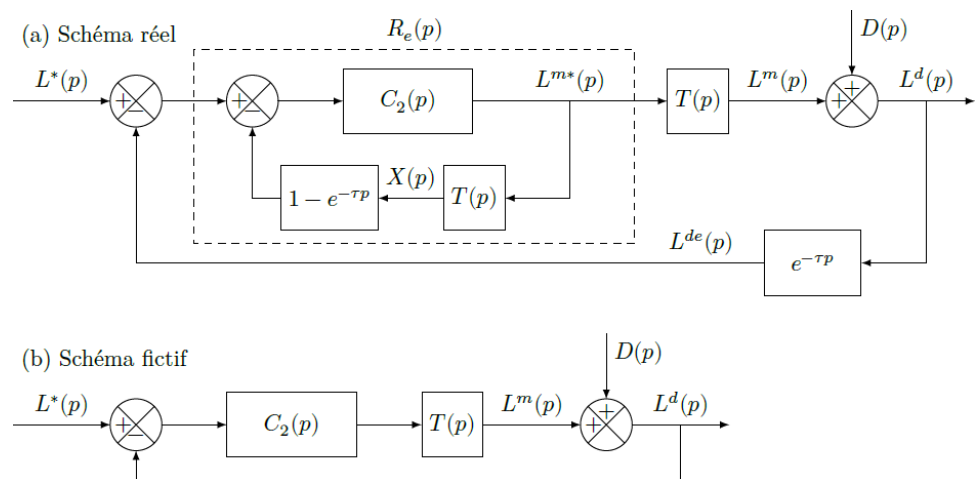 (a) Schéma réel
R_e(p)
D(p)
L*(p)
+
−
+
−
C_2(p)
L^{m*}(p)
T(p)
L^m(p)
+
+
L^d(p)
1 − e^{−τp}
X(p)
T(p)
L^{de}(p)
e^{−τp}
(b) Schéma fictif
D(p)
L*(p)
+
−
C_2(p)
T(p)
L^m(p)
+
+
L^d(p)